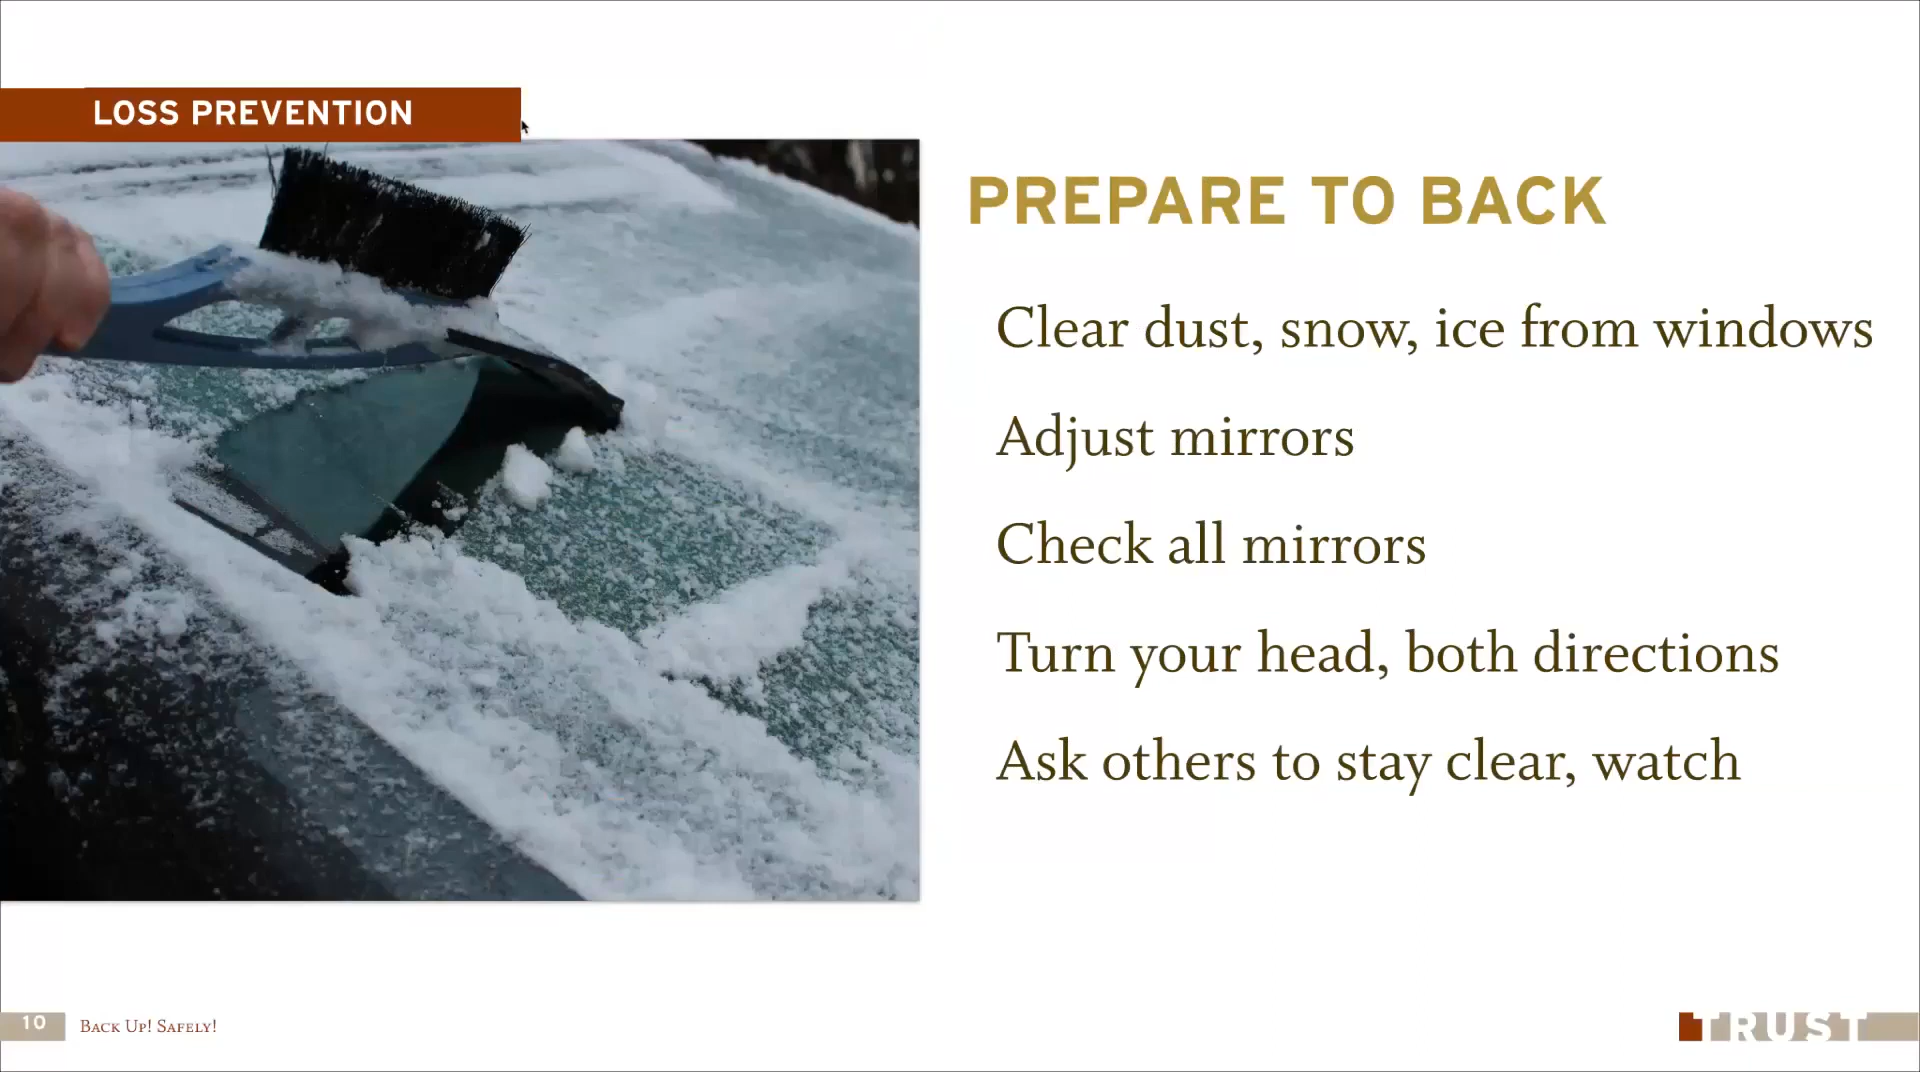 LOSS PREVENTION
PREPARE TO BACK
Clear dust, snow, ice from windows
Adjust mirrors
Check all mirrors
Turn your head, both directions
Ask others to stay clear, watch
10 Back Up! Safely!
TRUST